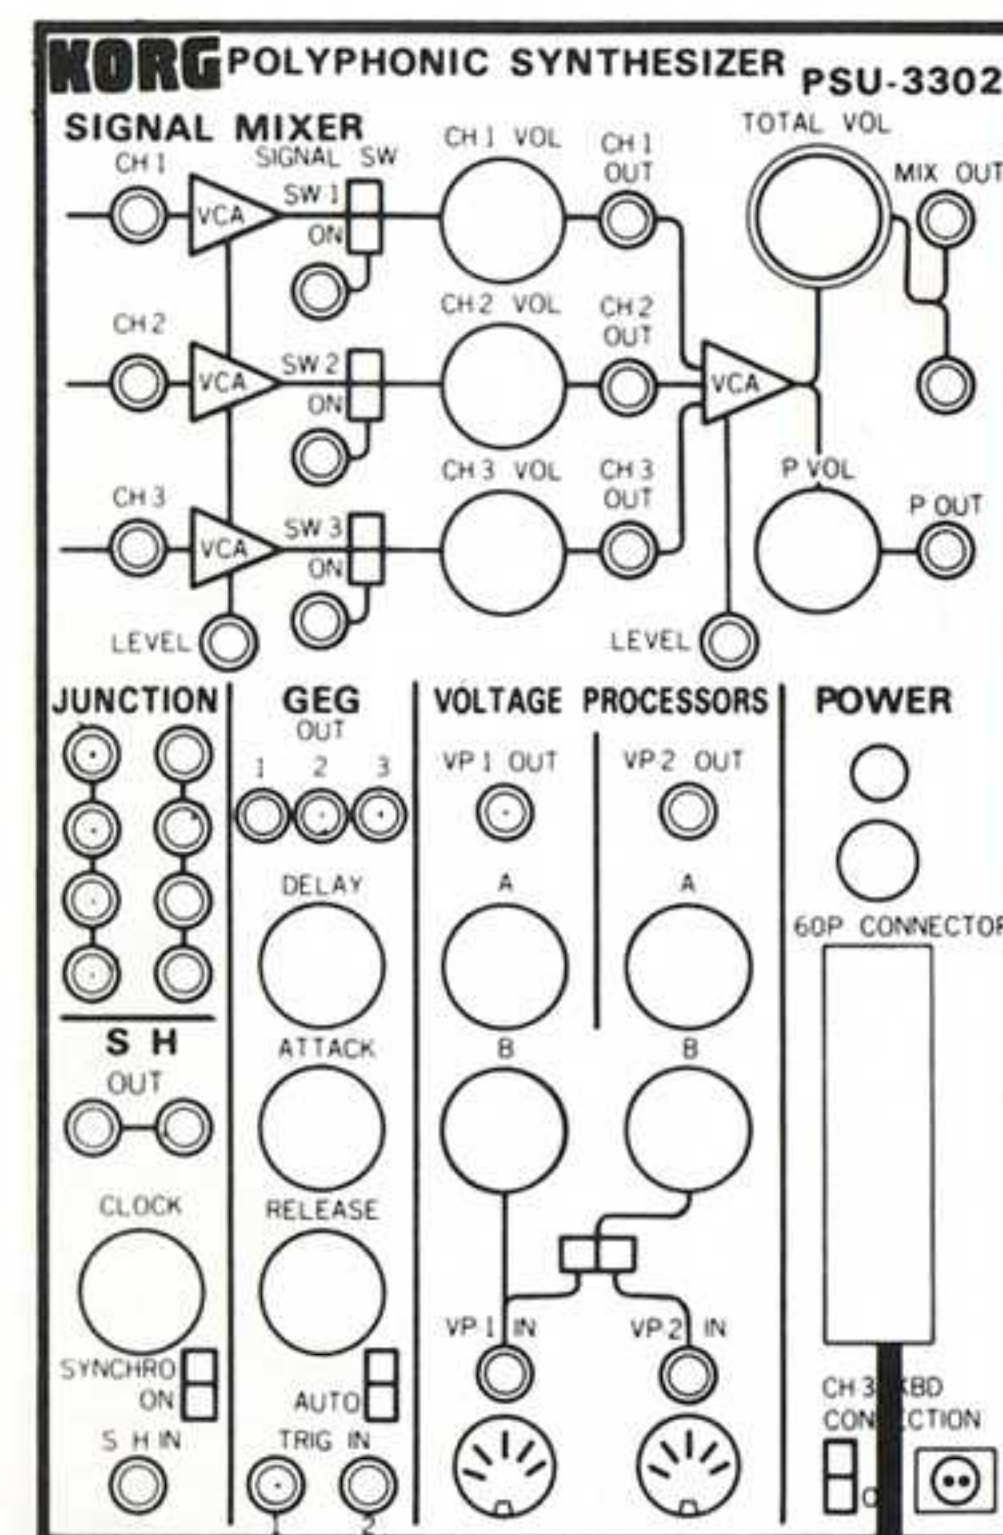 KORG POLYPHONIC SYNTHESIZER PSU-3302
SIGNAL MIXER
TOTAL VOL
CH 1
SIGNAL SW
CH 1 VOL
CH 1 OUT
MIX OUT
VCA
SW 1
ON
CH 2
CH 2 VOL
CH 2 OUT
VCA
SW 2
ON
VCA
CH 3
CH 3 VOL
CH 3 OUT
P VOL
P OUT
VCA
SW 3
ON
LEVEL
LEVEL
JUNCTION
S H
OUT
CLOCK
SYNCHRO
ON
S H IN
GEG
OUT
1 2 3
DELAY
ATTACK
RELEASE
AUTO
TRIG IN
1 2
VOLTAGE PROCESSORS
VP 1 OUT
VP 2 OUT
A
A
B
B
VP 1 IN
VP 2 IN
POWER
60P CONNECTOR
CH 3 KBD